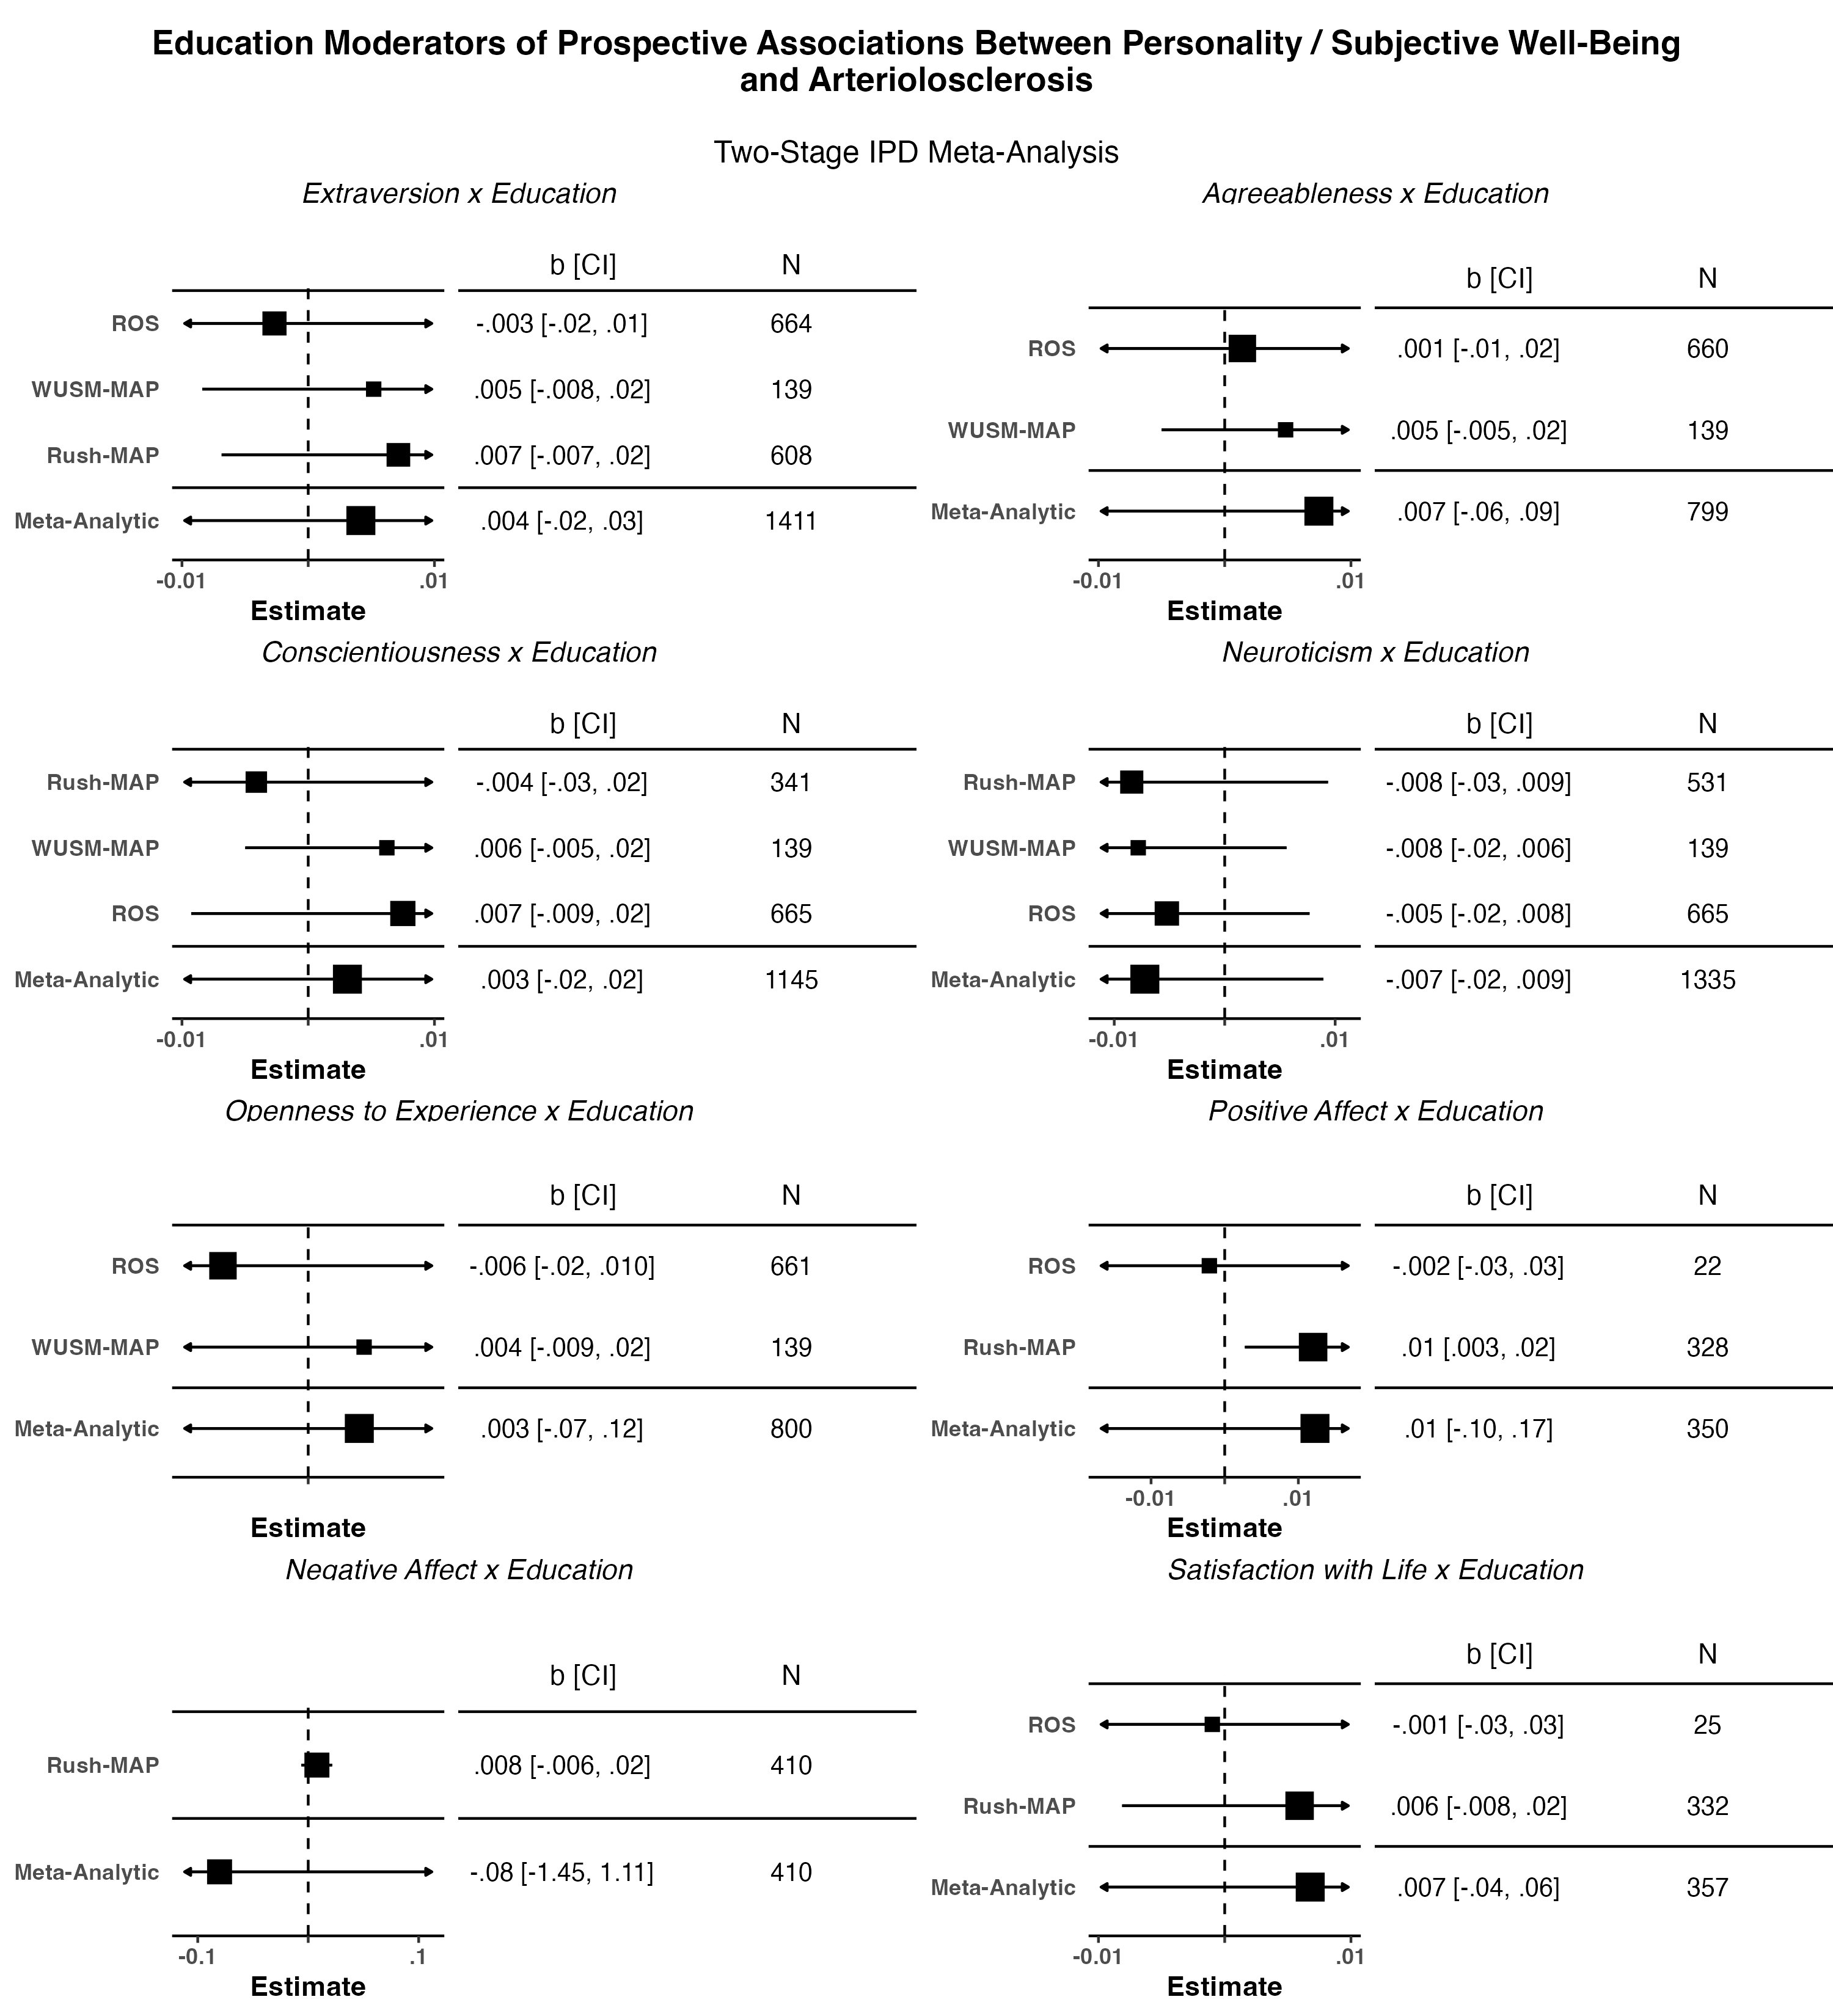 Education Moderators of Prospective Associations Between Personality / Subjective Well-Being
and Arteriolosclerosis
Two-Stage IPD Meta-Analysis
Extraversion x Education
b [CI] N
ROS -.003 [-.02, .01] 664
WUSM-MAP .005 [-.008, .02] 139
Rush-MAP .007 [-.007, .02] 608
Meta-Analytic .004 [-.02, .03] 1411
-0.01 .01
Estimate
Agreeableness x Education
b [CI] N
ROS .001 [-.01, .02] 660
WUSM-MAP .005 [-.005, .02] 139
Meta-Analytic .007 [-.06, .09] 799
-0.01 .01
Estimate
Conscientiousness x Education
b [CI] N
Rush-MAP -.004 [-.03, .02] 341
WUSM-MAP .006 [-.005, .02] 139
ROS .007 [-.009, .02] 665
Meta-Analytic .003 [-.02, .02] 1145
-0.01 .01
Estimate
Neuroticism x Education
b [CI] N
Rush-MAP -.008 [-.03, .009] 531
WUSM-MAP -.008 [-.02, .006] 139
ROS -.005 [-.02, .008] 665
Meta-Analytic -.007 [-.02, .009] 1335
-0.01 .01
Estimate
Openness to Experience x Education
b [CI] N
ROS -.006 [-.02, .010] 661
WUSM-MAP .004 [-.009, .02] 139
Meta-Analytic .003 [-.07, .12] 800
Estimate
Positive Affect x Education
b [CI] N
ROS -.002 [-.03, .03] 22
Rush-MAP .01 [.003, .02] 328
Meta-Analytic .01 [-.10, .17] 350
-0.01 .01
Estimate
Negative Affect x Education
b [CI] N
Rush-MAP .008 [-.006, .02] 410
Meta-Analytic -.08 [-1.45, 1.11] 410
-0.1 .1
Estimate
Satisfaction with Life x Education
b [CI] N
ROS -.001 [-.03, .03] 25
Rush-MAP .006 [-.008, .02] 332
Meta-Analytic .007 [-.04, .06] 357
-0.01 .01
Estimate